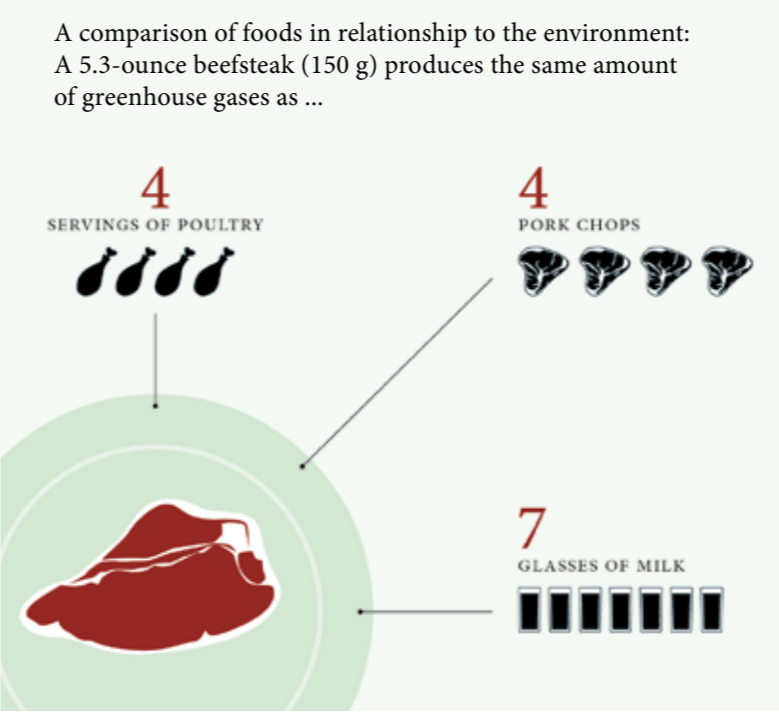 A comparison of foods in relationship to the environment:
A 5.3-ounce beefsteak (150 g) produces the same amount
of greenhouse gases as ...
4
SERVINGS OF POULTRY
4
PORK CHOPS
7
GLASSES OF MILK